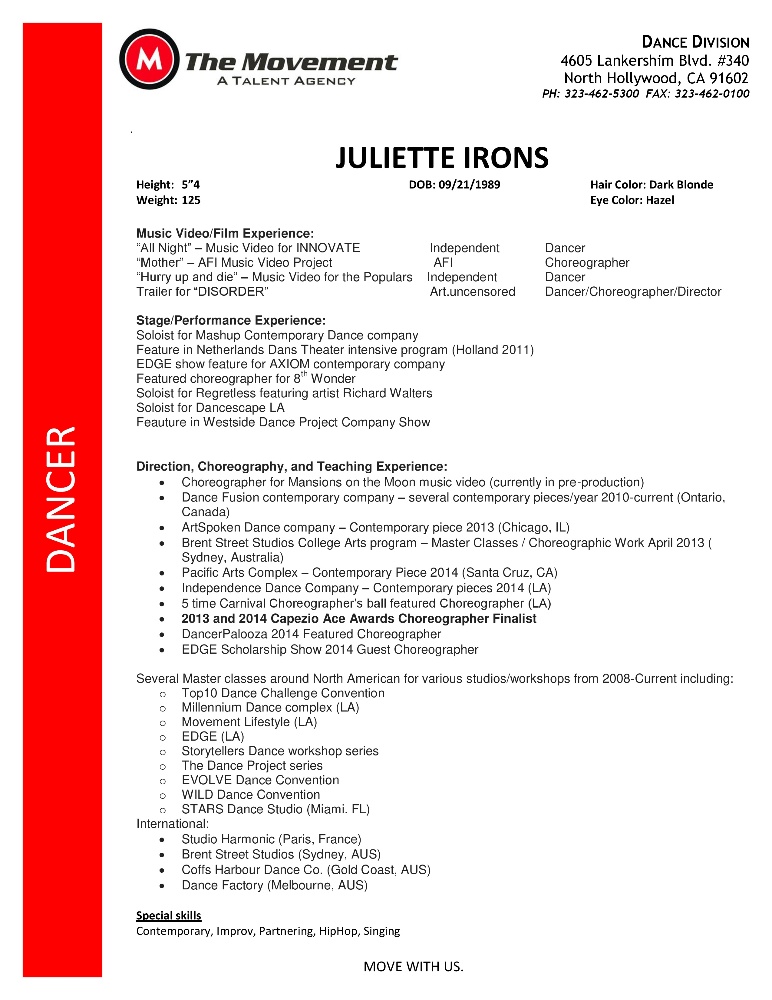 M The Movement
A TALENT AGENCY
DANCE DIVISION
4605 Lankershim Blvd. #340
North Hollywood, CA 91602
PH: 323-462-5300 FAX: 323-462-0100
DANCER
JULIETTE IRONS
Height: 5”4 DOB: 09/21/1989 Hair Color: Dark Blonde
Weight: 125 Eye Color: Hazel
Music Video/Film Experience:
“All Night” – Music Video for INNOVATE Independent Dancer
“Mother” – AFI Music Video Project AFI Choreographer
“Hurry up and die” – Music Video for the Populars Independent Dancer
Trailer for “DISORDER” Art.uncensored Dancer/Choreographer/Director
Stage/Performance Experience:
Soloist for Mashup Contemporary Dance company
Feature in Netherlands Dans Theater intensive program (Holland 2011)
EDGE show feature for AXIOM contemporary company
Featured choreographer for 8th Wonder
Soloist for Regretless featuring artist Richard Walters
Soloist for Dancescape LA
Feauture in Westside Dance Project Company Show
Direction, Choreography, and Teaching Experience:
• Choreographer for Mansions on the Moon music video (currently in pre-production)
• Dance Fusion contemporary company – several contemporary pieces/year 2010-current (Ontario,
Canada)
• ArtSpoken Dance company – Contemporary piece 2013 (Chicago, IL)
• Brent Street Studios College Arts program – Master Classes / Choreographic Work April 2013 (
Sydney, Australia)
• Pacific Arts Complex – Contemporary Piece 2014 (Santa Cruz, CA)
• Independence Dance Company – Contemporary pieces 2014 (LA)
• 5 time Carnival Choreographer’s ball featured Choreographer (LA)
• 2013 and 2014 Capezio Ace Awards Choreographer Finalist
• DancerPalooza 2014 Featured Choreographer
• EDGE Scholarship Show 2014 Guest Choreographer
Several Master classes around North American for various studios/workshops from 2008-Current including:
o Top10 Dance Challenge Convention
o Millennium Dance complex (LA)
o Movement Lifestyle (LA)
o EDGE (LA)
o Storytellers Dance workshop series
o The Dance Project series
o EVOLVE Dance Convention
o WILD Dance Convention
o STARS Dance Studio (Miami. FL)
International:
• Studio Harmonic (Paris, France)
• Brent Street Studios (Sydney. AUS)
• Coffs Harbour Dance Co. (Gold Coast, AUS)
• Dance Factory (Melbourne, AUS)
Special skills
Contemporary, Improv, Partnering, HipHop, Singing
MOVE WITH US.